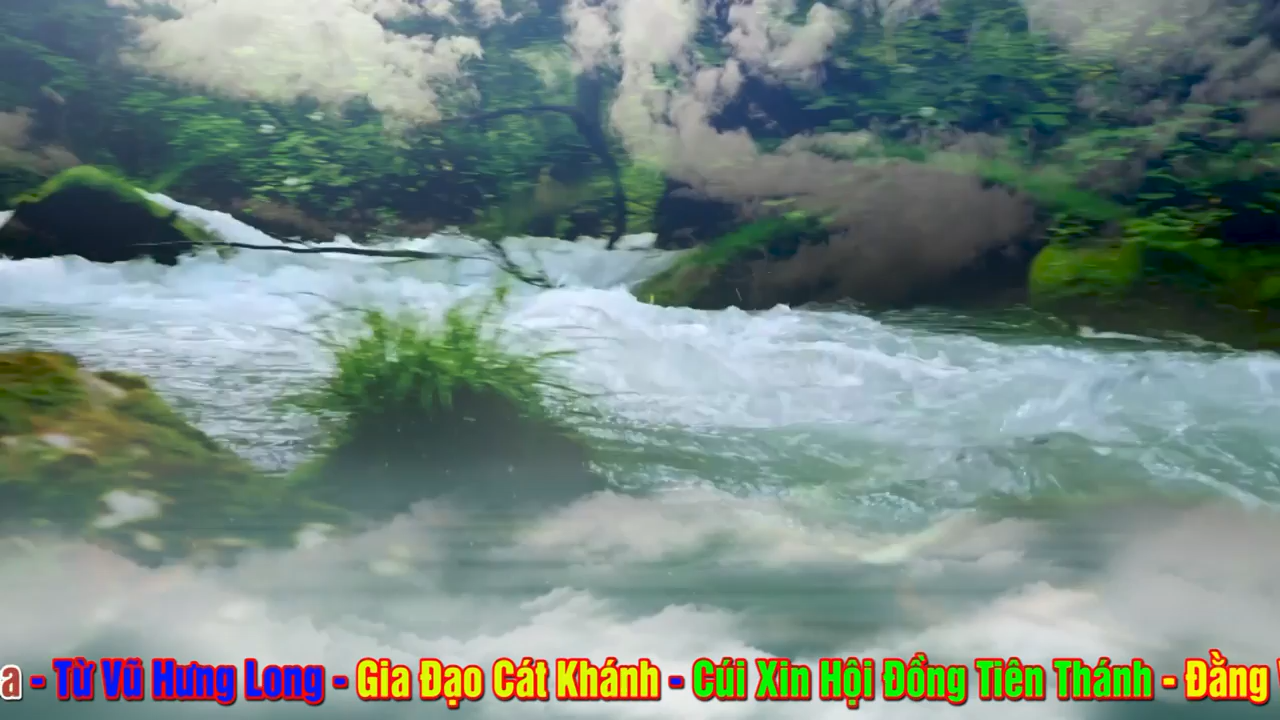 a - Từ Vũ Hưng Long - Gia Đạo Cát Khánh - Cúi Xin Hội Đồng Tiên Thánh - Đằng